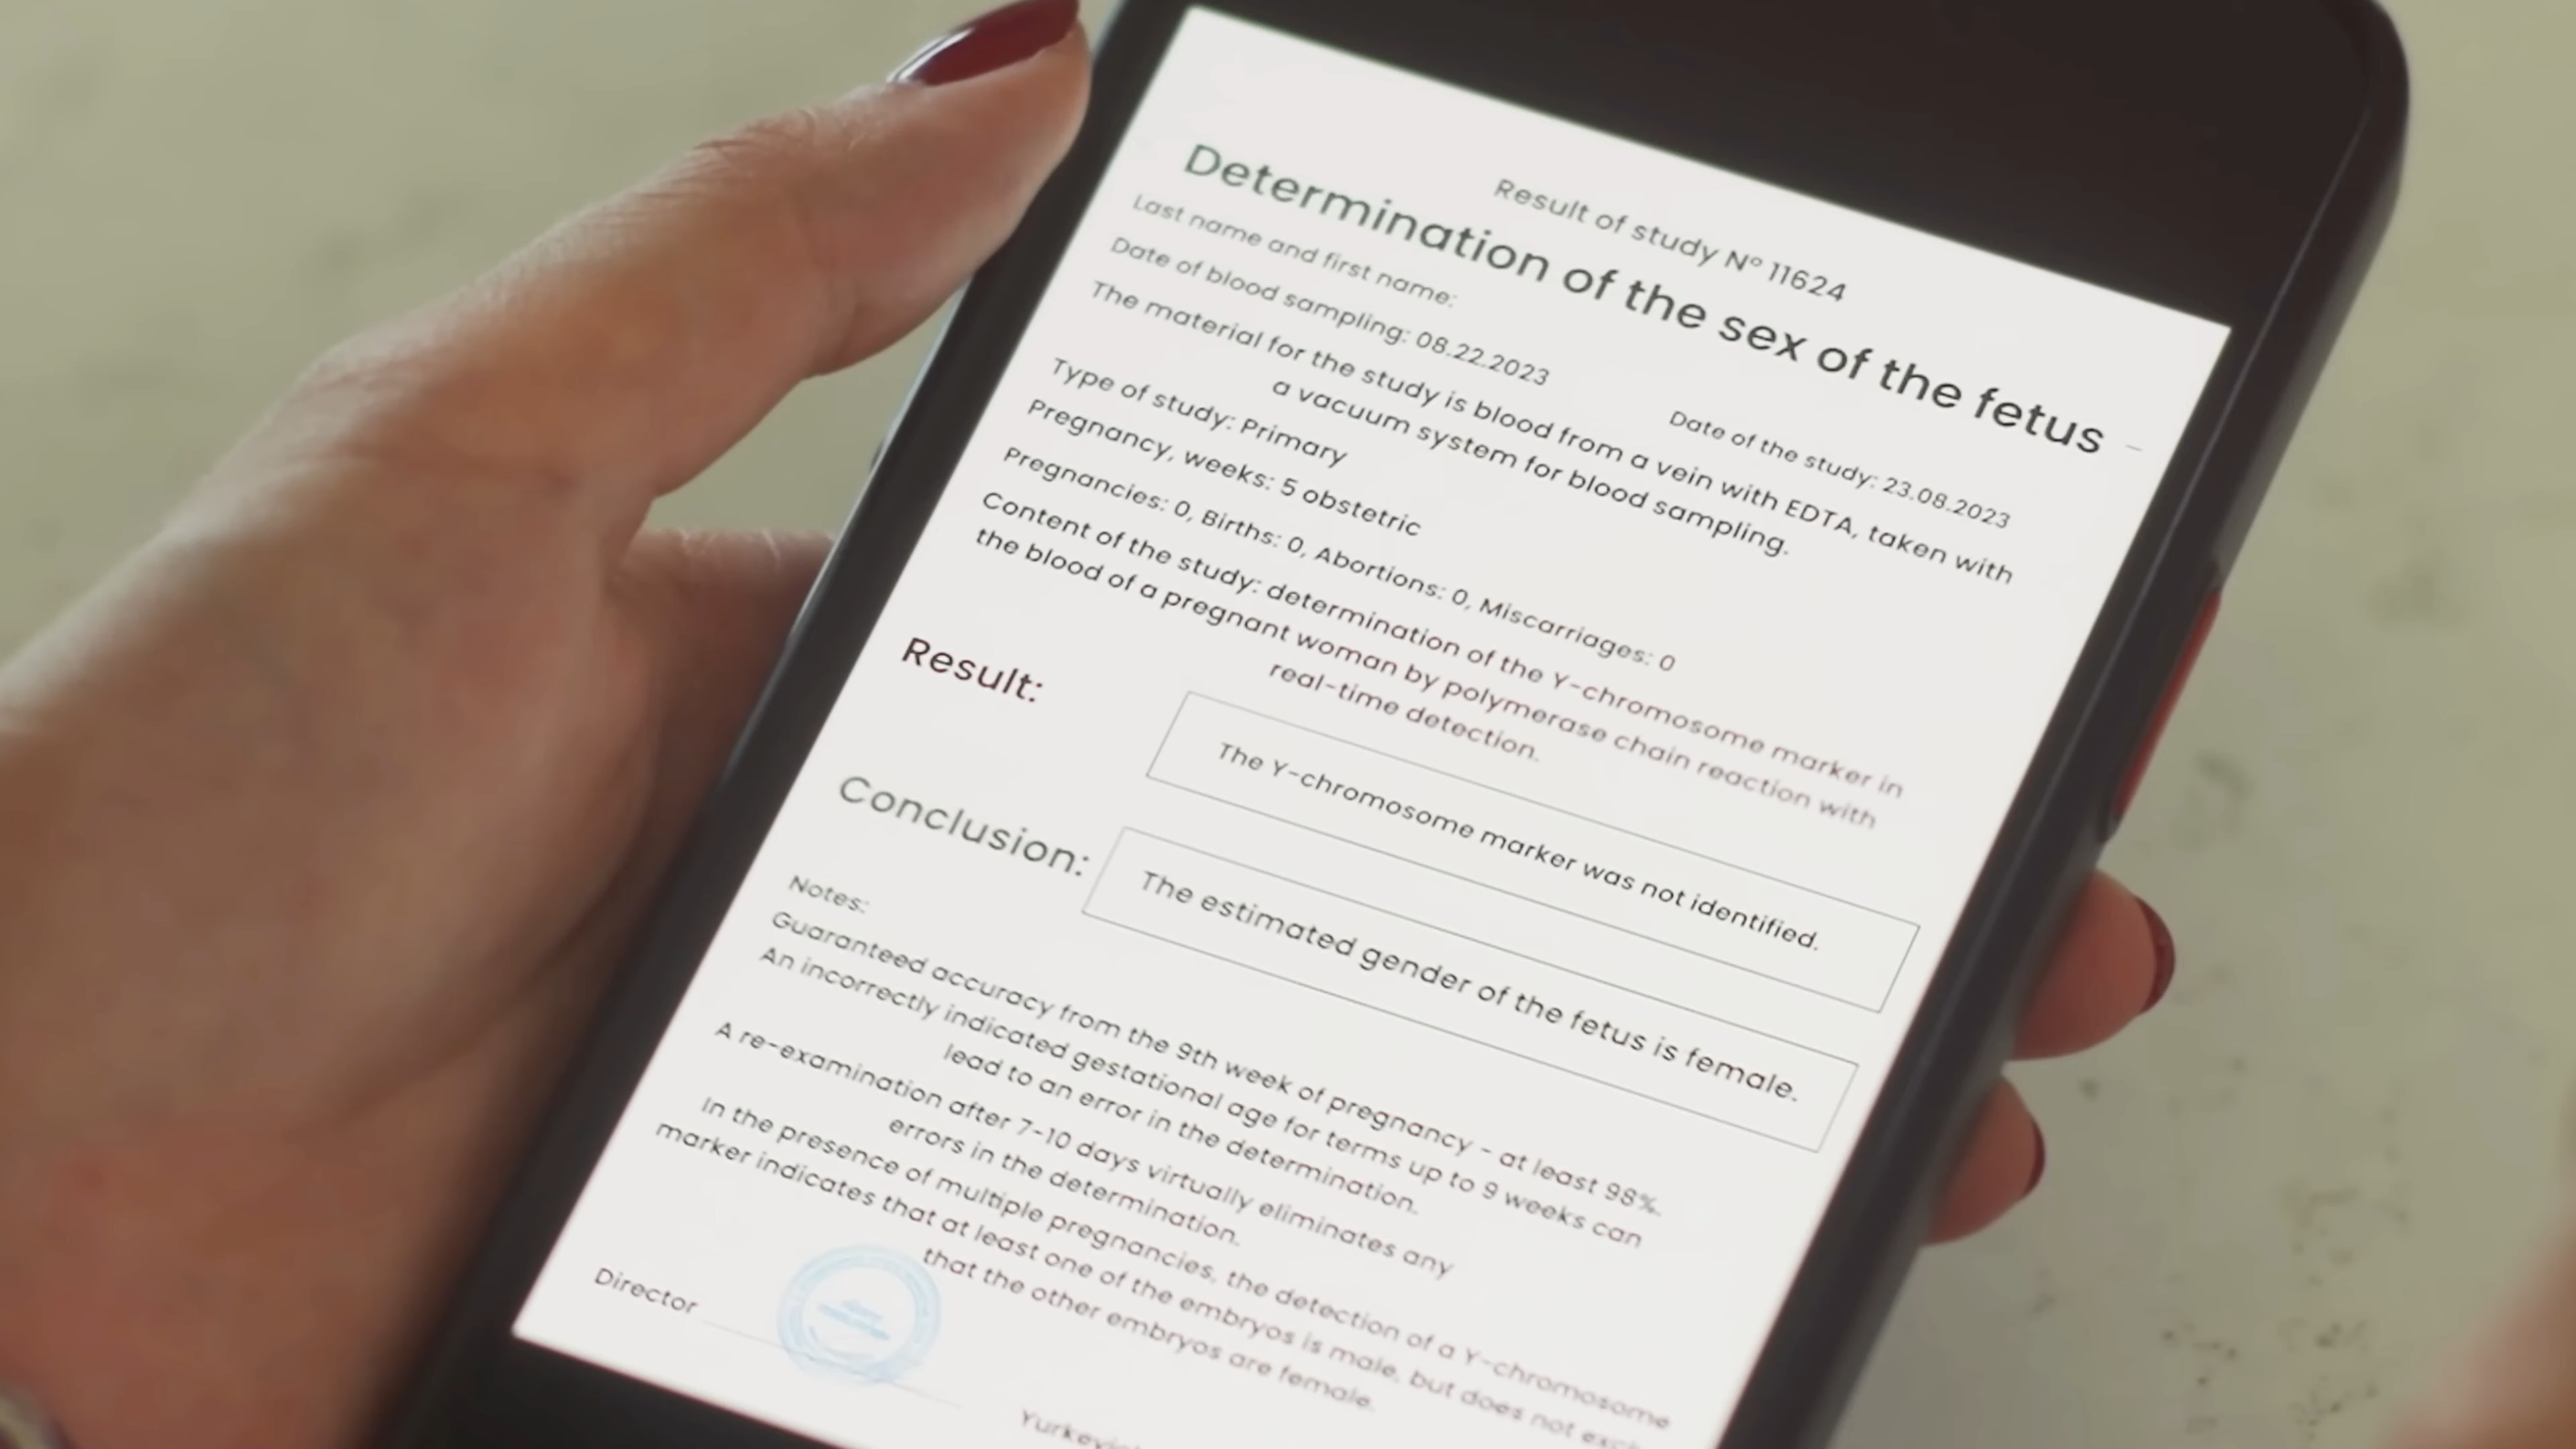 Result of study Nº 11624
Determination of the sex of the fetus
Last name and first name:
Date of blood sampling: 08.22.2023
Date of the study: 23.08.2023
The material for the study is blood from a vein with EDTA, taken with
a vacuum system for blood sampling.
Type of study: Primary
Pregnancy, weeks: 5 obstetric
Pregnancies: 0, Births: 0, Abortions: 0, Miscarriages: 0
Content of the study: determination of the Y-chromosome marker in
the blood of a pregnant woman by polymerase chain reaction with
real-time detection.
Result:
The Y-chromosome marker was not identified.
Conclusion:
The estimated gender of the fetus is female.
Notes:
Guaranteed accuracy from the 9th week of pregnancy - at least 98%.
An incorrectly indicated gestational age for terms up to 9 weeks can
lead to an error in the determination.
A re-examination after 7-10 days virtually eliminates any
errors in the determination.
In the presence of multiple pregnancies, the detection of a Y-chromosome
marker indicates that at least one of the embryos is male, but does not
that the other embryos are female.
Director